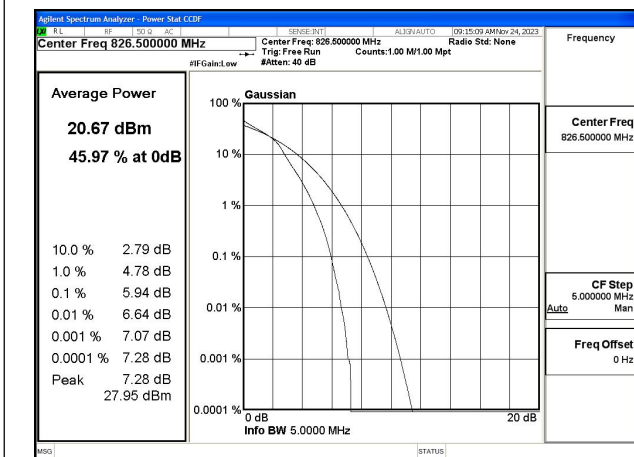 Agilent Spectrum Analyzer - Power Stat CCDF
RL RF 50 Ω AC SENSE:INT ALIGN AUTO 09:15:09 AM Nov 24, 2023
Center Freq 826.500000 MHz
Center Freq: 826.500000 MHz Radio Std: None
Trig: Free Run Counts:1.00 M/1.00 Mpt
#IFGain:Low #Atten: 40 dB
Frequency
Average Power
20.67 dBm
45.97 % at 0dB
10.0 % 2.79 dB
1.0 % 4.78 dB
0.1 % 5.94 dB
0.01 % 6.64 dB
0.001 % 7.07 dB
0.0001 % 7.28 dB
Peak 7.28 dB
27.95 dBm
Gaussian
100 %
10 %
1 %
0.1 %
0.01 %
0.001 %
0.0001 %
0 dB 20 dB
Info BW 5.0000 MHz
Center Freq
826.500000 MHz
CF Step
5.000000 MHz
Auto Man
Freq Offset
0 Hz
MSG STATUS